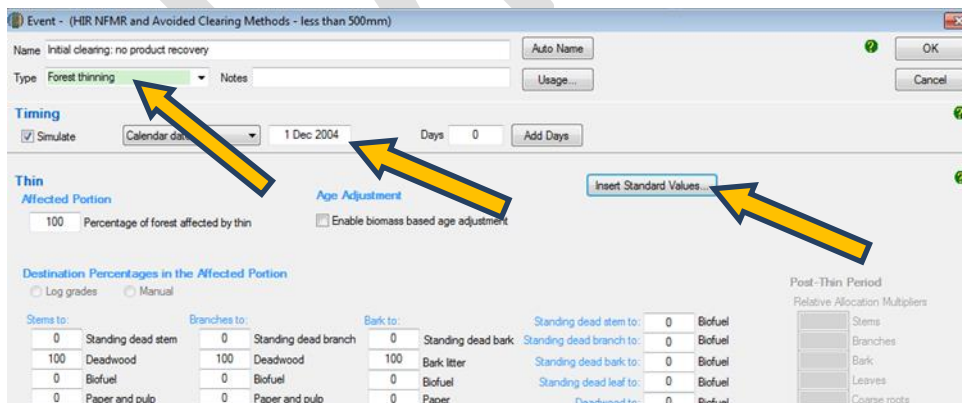 Event - (HIR NFMR and Avoided Clearing Methods - less than 500mm)
Name Initial clearing: no product recovery Auto Name OK
Type Forest thinning Notes Usage... Cancel
Timing
Simulate Calendar 1 Dec 2004 Days 0 Add Days
Thin Insert Standard Values...
Affected Portion Age Adjustment
100 Percentage of forest affected by thin Enable biomass based age adjustment
Destination Percentages in the Affected Portion Post-Thin Period
Log grades Manual Relative Allocation Multipliers
Stems to: Branches to: Bark to: Standing dead stem to: 0 Biofuel Stems
0 Standing dead stem 0 Standing dead branch 0 Standing dead bark Standing dead branch to: 0 Biofuel Branches
100 Deadwood 100 Deadwood 100 Bark litter Standing dead bark to: 0 Biofuel Bark
0 Biofuel 0 Biofuel 0 Biofuel Standing dead leaf to: 0 Biofuel Leaves
0 Paper and pulp 0 Paper and pulp 0 Paper Deadwood to: 0 Biofuel Coarse roots